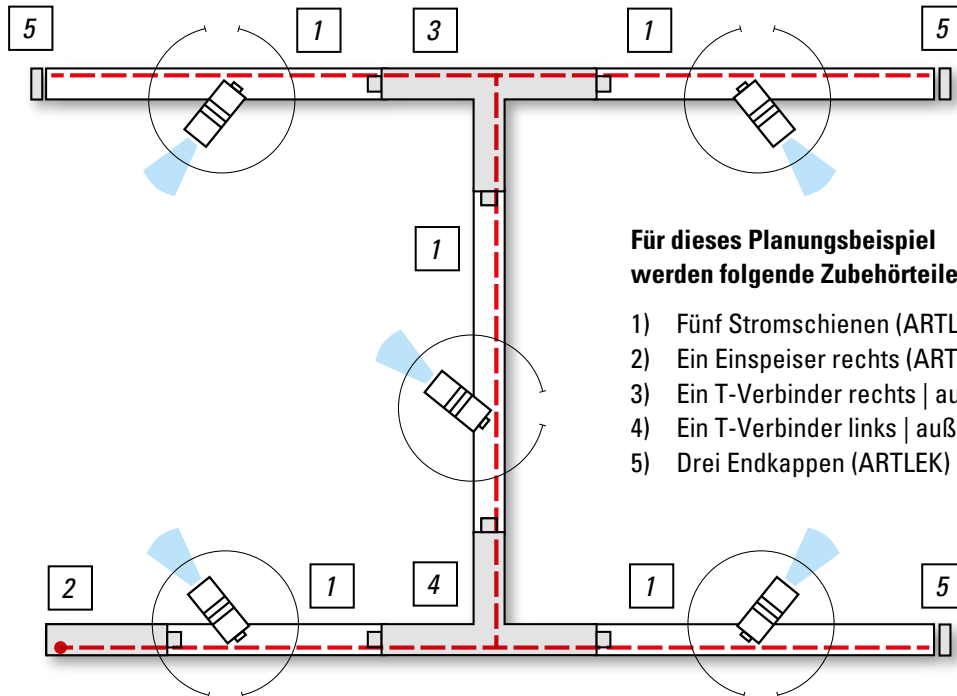 5
1
3
1
5
1
Für dieses Planungsbeispiel
werden folgende Zubehörteile
1) Fünf Stromschienen (ARTL
2) Ein Einspeiser rechts (ART
3) Ein T-Verbinder rechts | au
4) Ein T-Verbinder links | auß
5) Drei Endkappen (ARTLEK)
2
1
4
1
5